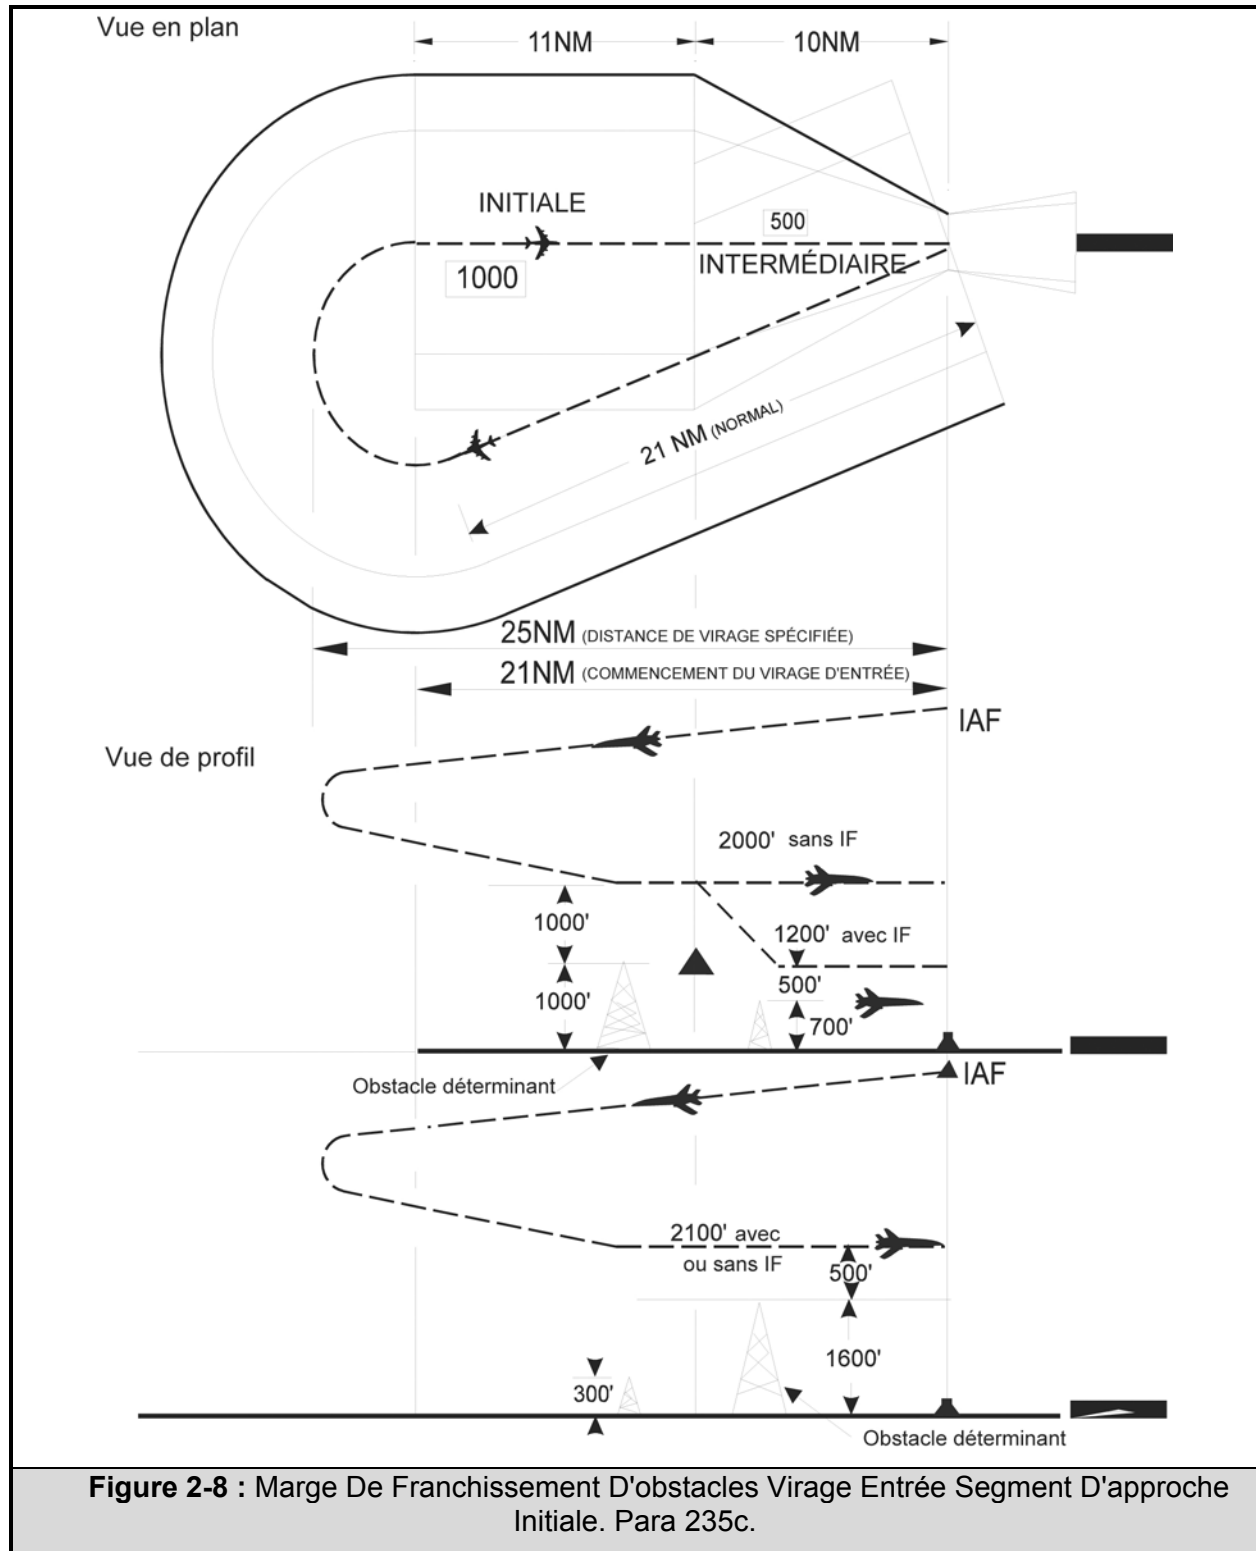 Vue en plan
11NM
10NM
INITIALE
500
1000
INTERMÉDIAIRE
21 NM (NORMAL)
25NM (DISTANCE DE VIRAGE SPÉCIFIÉE)
21NM (COMMENCEMENT DU VIRAGE D'ENTRÉE)
IAF
Vue de profil
2000' sans IF
1000'
1200' avec IF
500'
1000'
700'
Obstacle déterminant
IAF
2100' avec
ou sans IF
500'
1600'
300'
Obstacle déterminant
Figure 2-8 : Marge De Franchissement D'obstacles Virage Entrée Segment D'approche
Initiale. Para 235c.